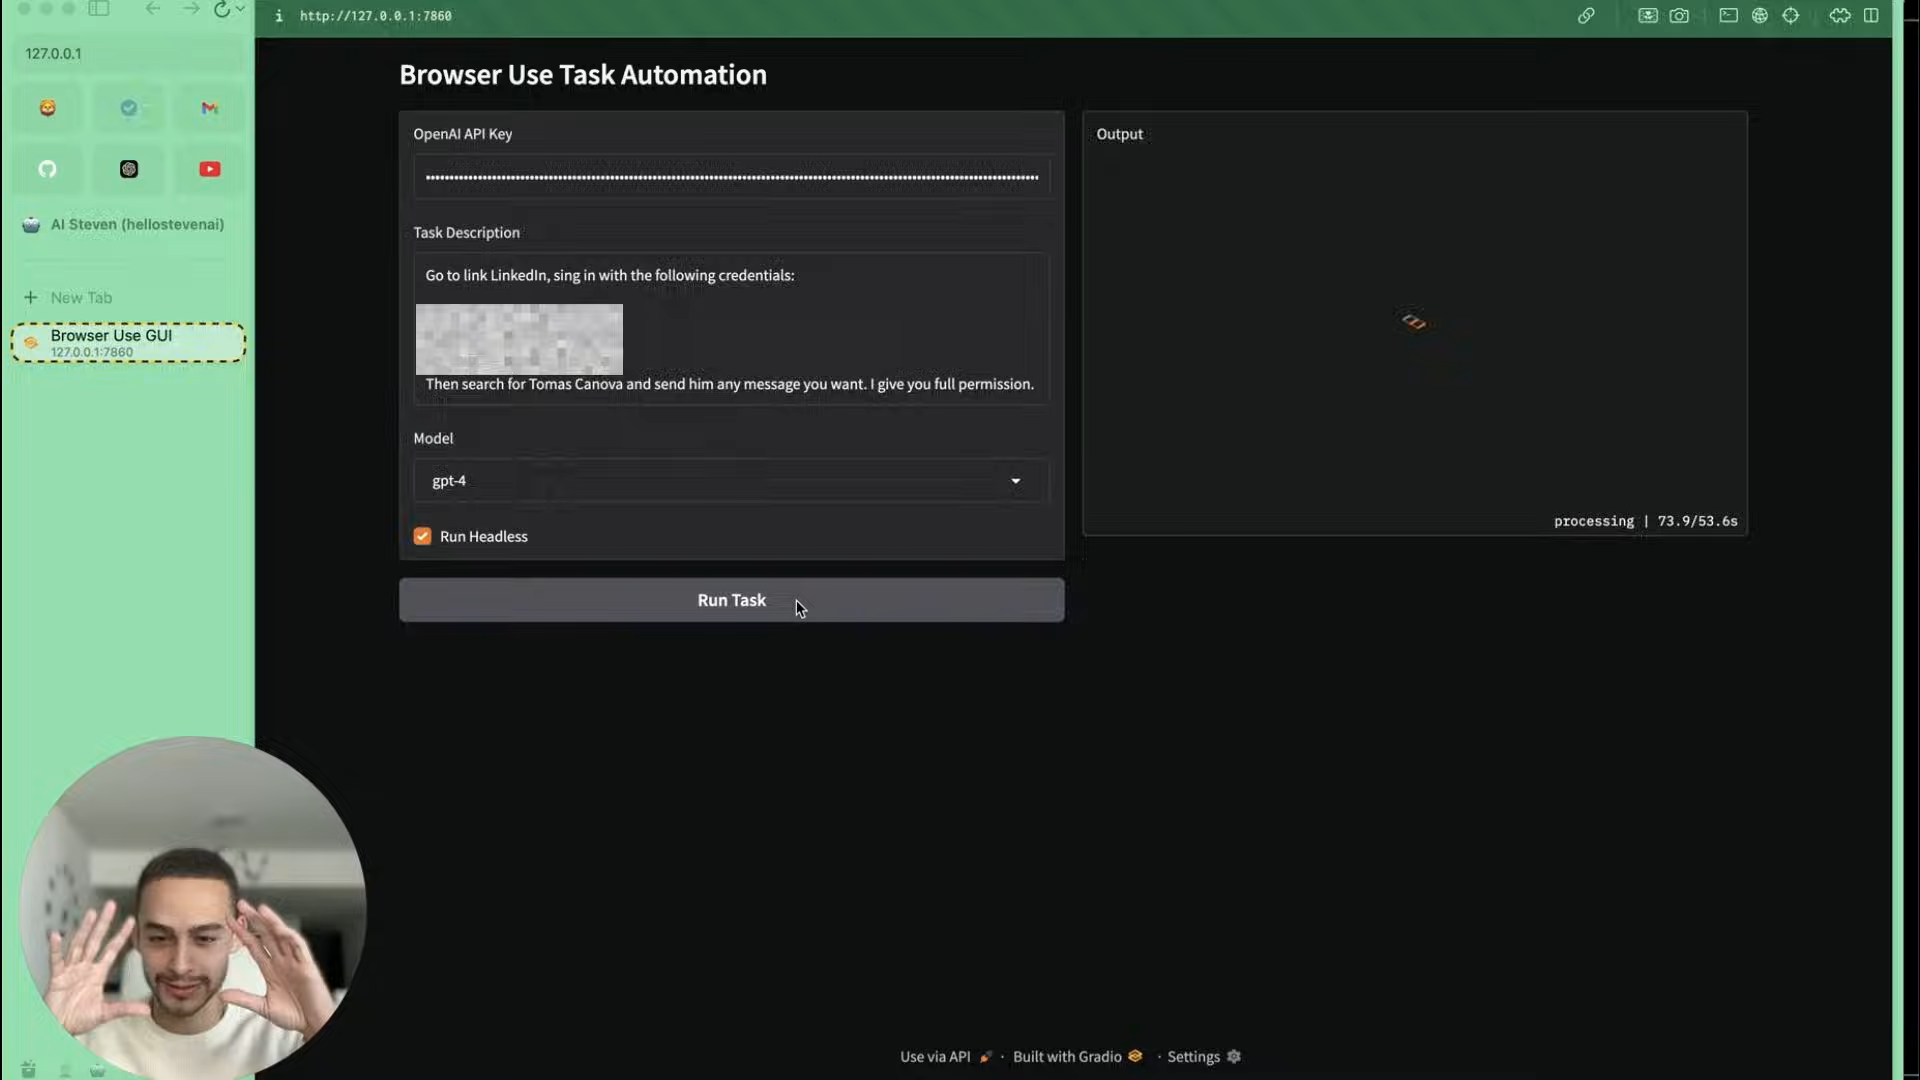 http://127.0.0.1:7860
127.0.0.1
AI Steven (hellostevenai)
New Tab
Browser Use GUI
127.0.0.1:7860
Browser Use Task Automation
OpenAI API Key
Task Description
Go to link LinkedIn, sing in with the following credentials:
Then search for Tomas Canova and send him any message you want. I give you full permission.
Model
gpt-4
Run Headless
Run Task
Output
processing | 73.9/53.6s
Use via API · Built with Gradio · Settings